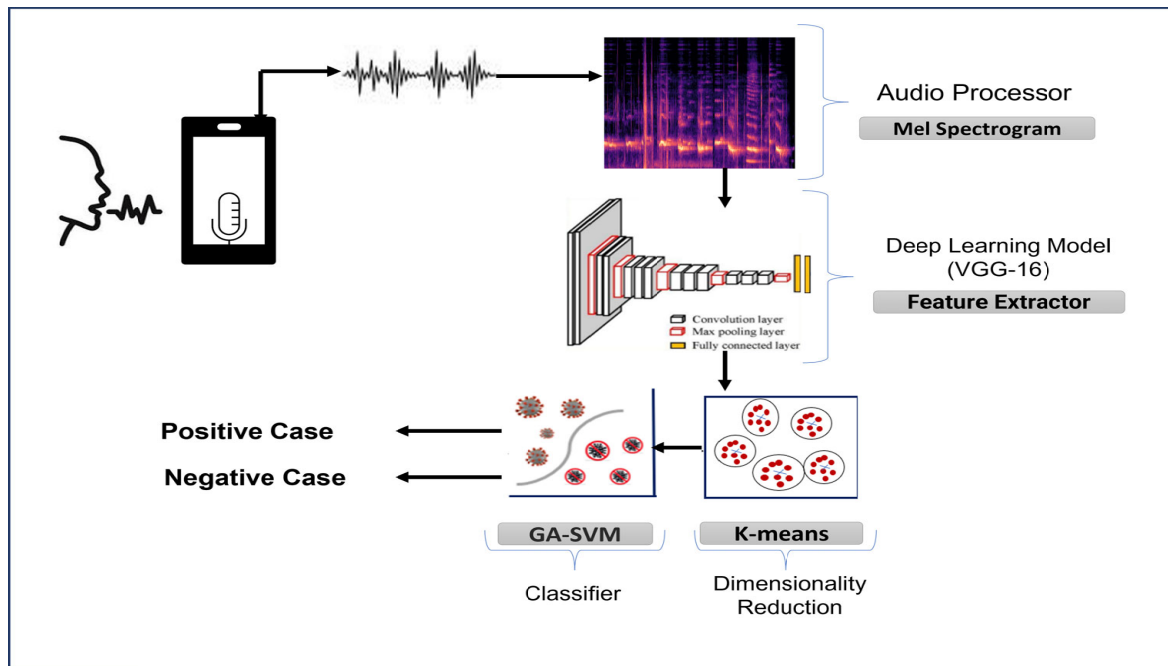 Audio Processor
Mel Spectrogram
Deep Learning Model
(VGG-16)
Feature Extractor
Convolution layer
Max pooling layer
Fully connected layer
Positive Case
Negative Case
GA-SVM
K-means
Classifier
Dimensionality
Reduction